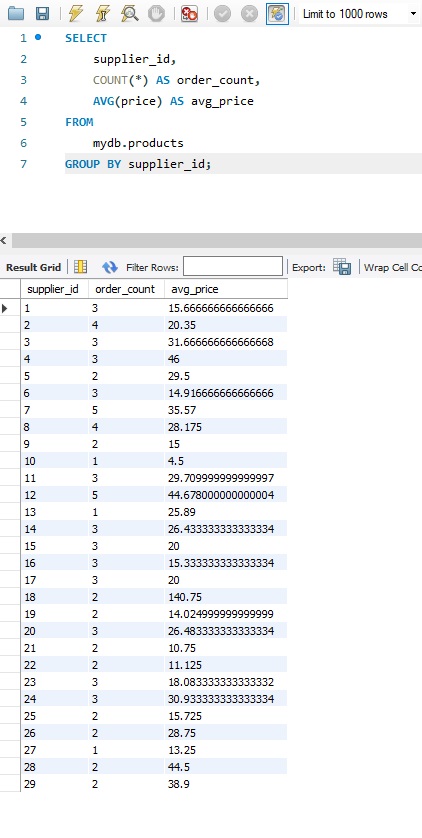 Limit to 1000 rows
1 SELECT
2 supplier_id,
3 COUNT(*) AS order_count,
4 AVG(price) AS avg_price
5 FROM
6 mydb.products
7 GROUP BY supplier_id;
Result Grid Filter Rows: Export: Wrap Cell Co
supplier_id order_count avg_price
1 3 15.666666666666666
2 4 20.35
3 3 31.666666666666668
4 3 46
5 2 29.5
6 3 14.916666666666666
7 5 35.57
8 4 28.175
9 2 15
10 1 4.5
11 3 29.709999999999997
12 5 44.678000000000004
13 1 25.89
14 3 26.433333333333334
15 3 20
16 3 15.333333333333334
17 3 20
18 2 140.75
19 2 14.024999999999999
20 3 26.483333333333334
21 2 10.75
22 2 11.125
23 3 18.083333333333332
24 3 30.933333333333334
25 2 15.725
26 2 28.75
27 1 13.25
28 2 44.5
29 2 38.9